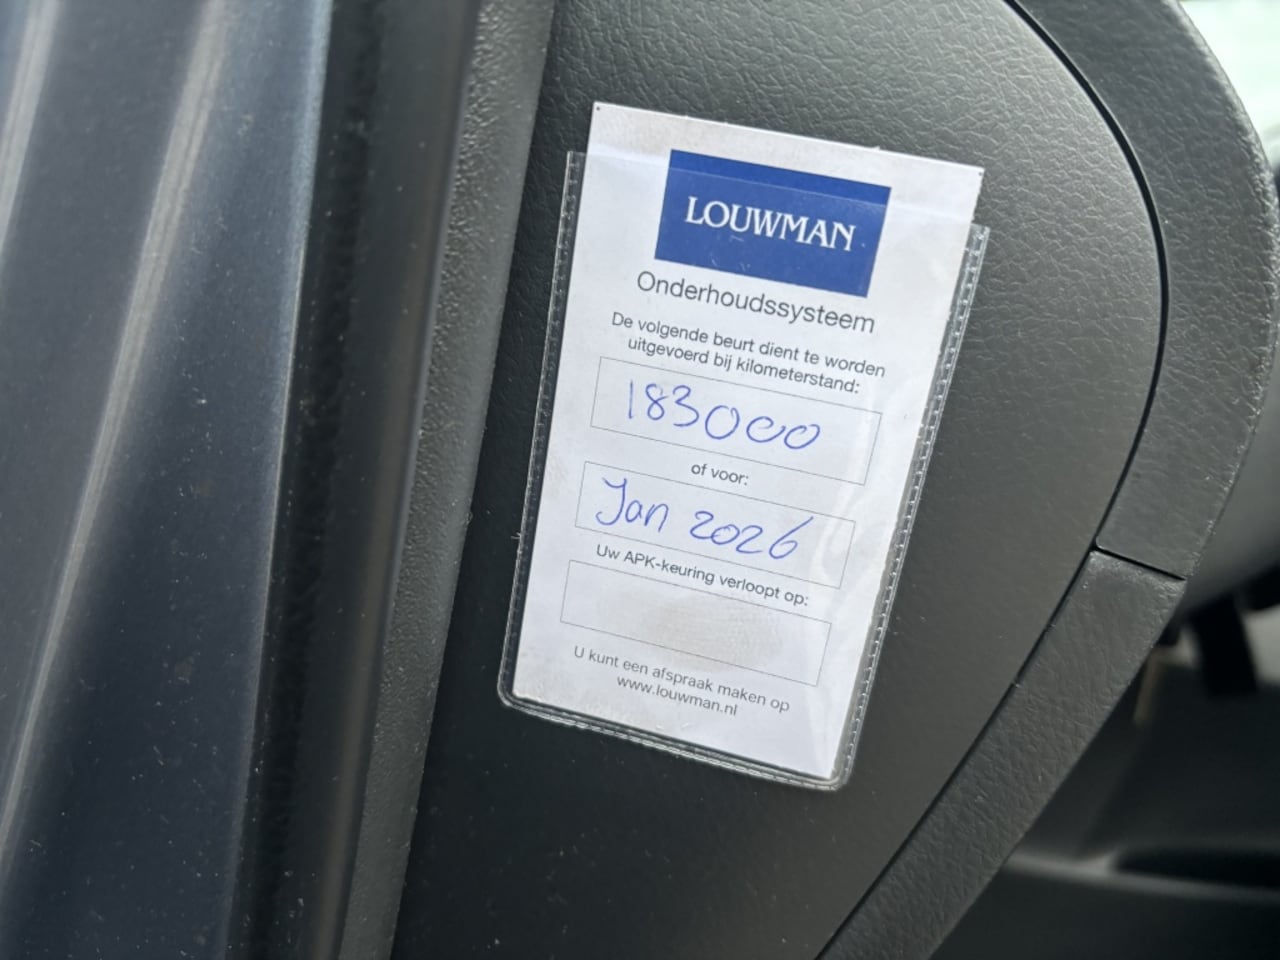 LOUWMAN
Onderhoudssysteem
De volgende beurt dient te worden
uitgevoerd bij kilometerstand:
183000
of voor:
Jan 2026
Uw APK-keuring verloopt op:
U kunt een afspraak maken op
www.louwman.nl